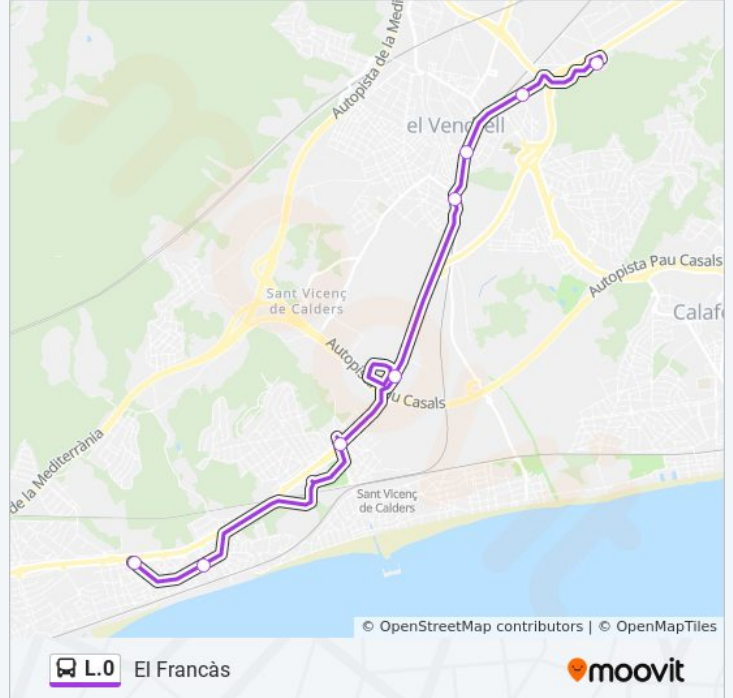 Autopista de la Medi
el Vendrell
Autopista Pau Casals
Sant Vicenç
de Calders
Calafe
Autopista Pau Casals
de la Mediterrània
Sant Vicenç
de Calders
© OpenStreetMap contributors | © OpenMapTiles
L.0 El Francàs
moovit